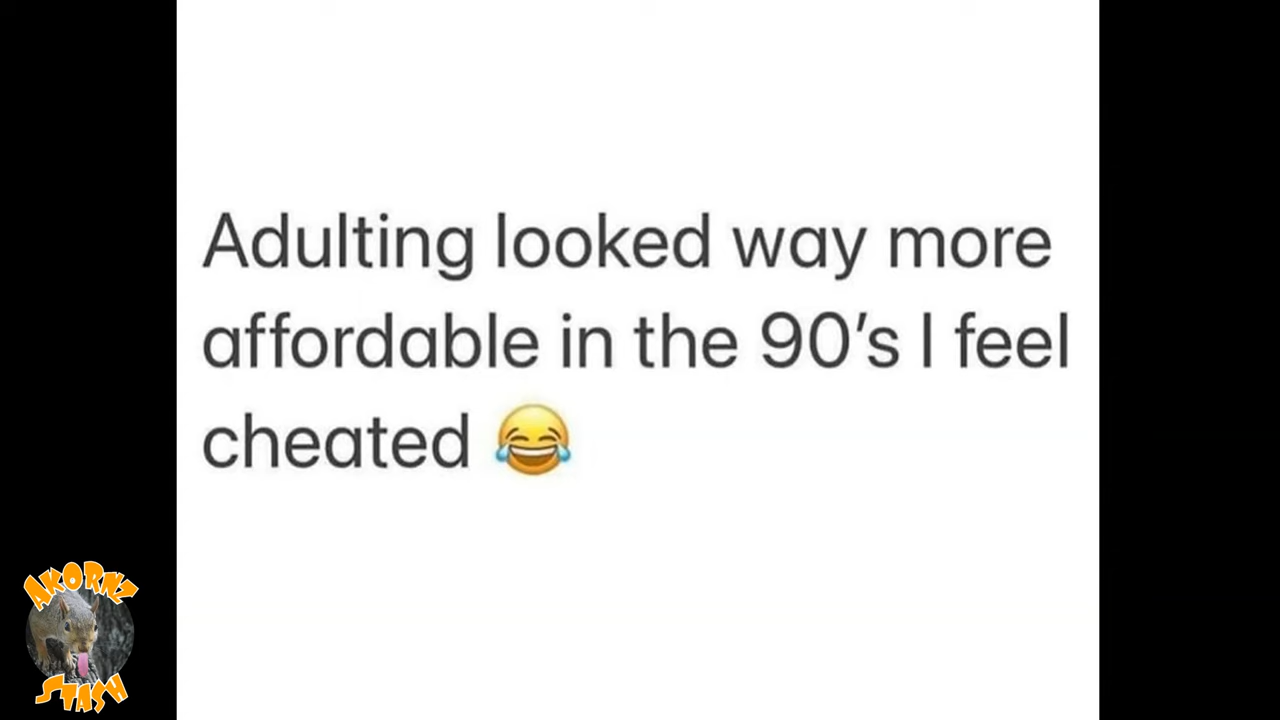 Adulting looked way more
affordable in the 90's I feel
cheated 😂
AKORNZ
STASH